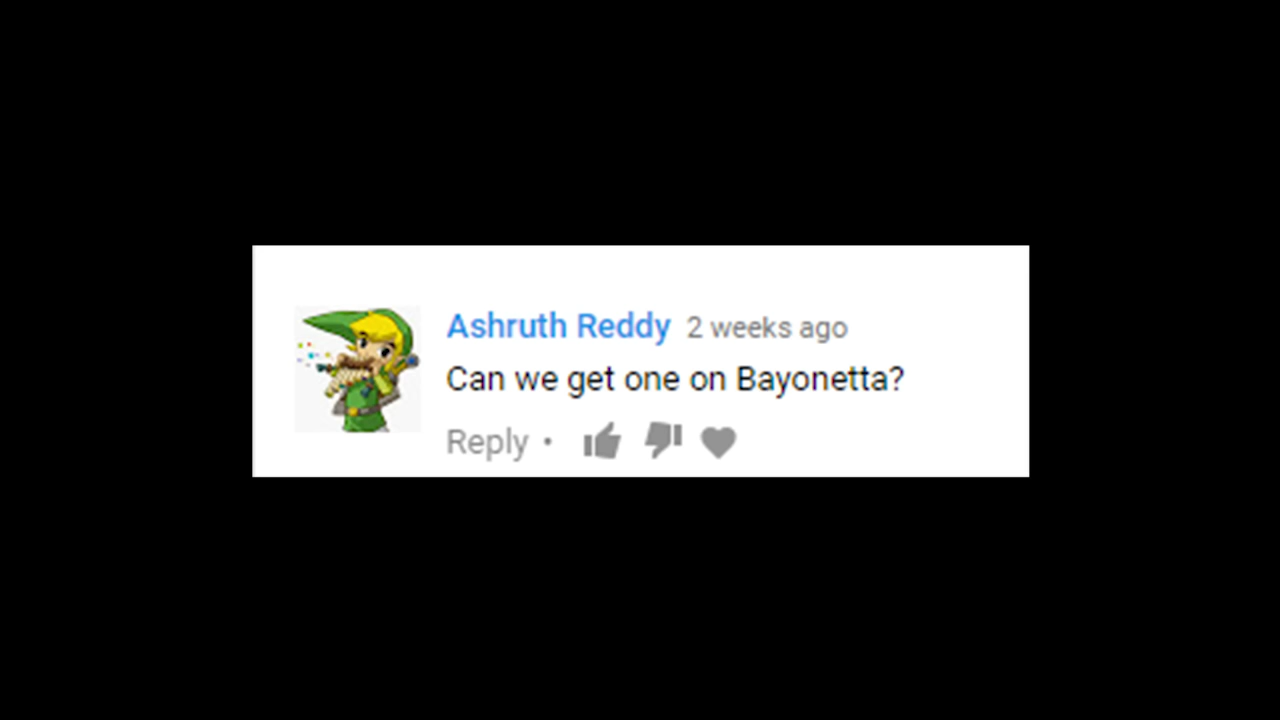 Ashruth Reddy 2 weeks ago
Can we get one on Bayonetta?
Reply •